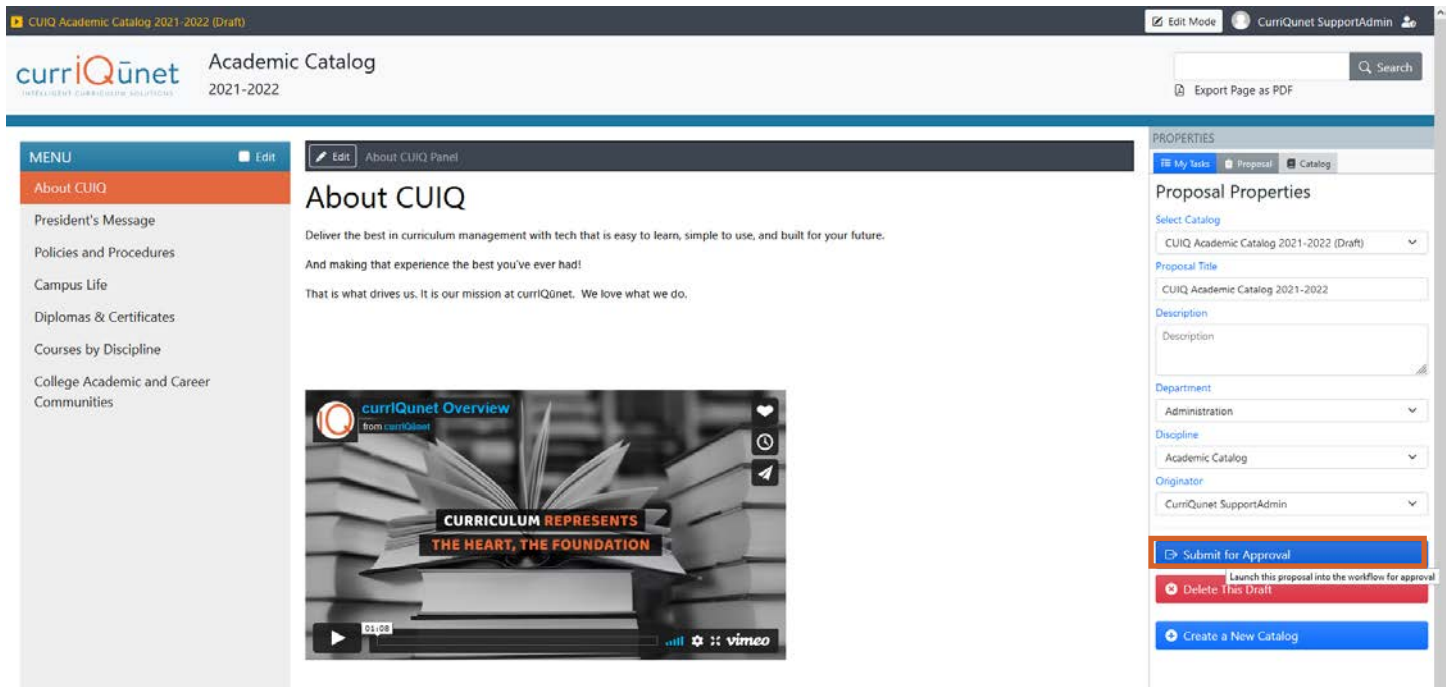 CUIQ Academic Catalog 2021-2022 (Draft)
Edit Mode
CurriQunet SupportAdmin
currIQūnet
INTELLIGENT CURRICULUM SOLUTIONS
Academic Catalog
2021-2022
Search
Export Page as PDF
MENU
Edit
About CUIQ
President's Message
Policies and Procedures
Campus Life
Diplomas & Certificates
Courses by Discipline
College Academic and Career
Communities
Edit
About CUIQ Panel
About CUIQ
Deliver the best in curriculum management with tech that is easy to learn, simple to use, and built for your future.
And making that experience the best you've ever had!
That is what drives us. It is our mission at currIQūnet. We love what we do.
IQ
currIQunet Overview
from currIQūnet
CURRICULUM REPRESENTS
THE HEART, THE FOUNDATION
01:08
vimeo
PROPERTIES
My Tasks
Proposal
Catalog
Proposal Properties
Select Catalog
CUIQ Academic Catalog 2021-2022 (Draft)
Proposal Title
CUIQ Academic Catalog 2021-2022
Description
Description
Department
Administration
Discipline
Academic Catalog
Originator
CurriQunet SupportAdmin
Submit for Approval
Launch this proposal into the workflow for approval
Delete This Draft
Create a New Catalog